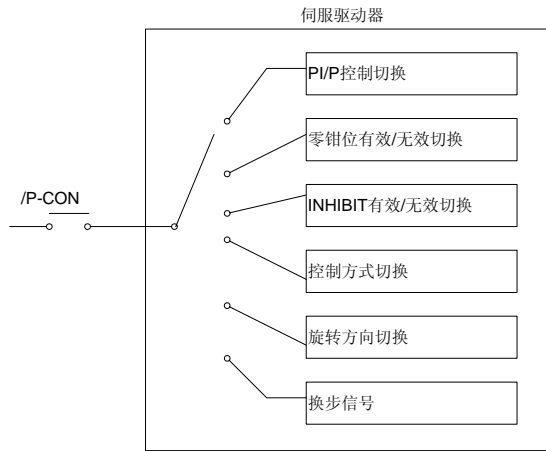 伺服驱动器
PI/P控制切换
零钳位有效/无效切换
/P-CON
INHIBIT有效/无效切换
控制方式切换
旋转方向切换
换步信号